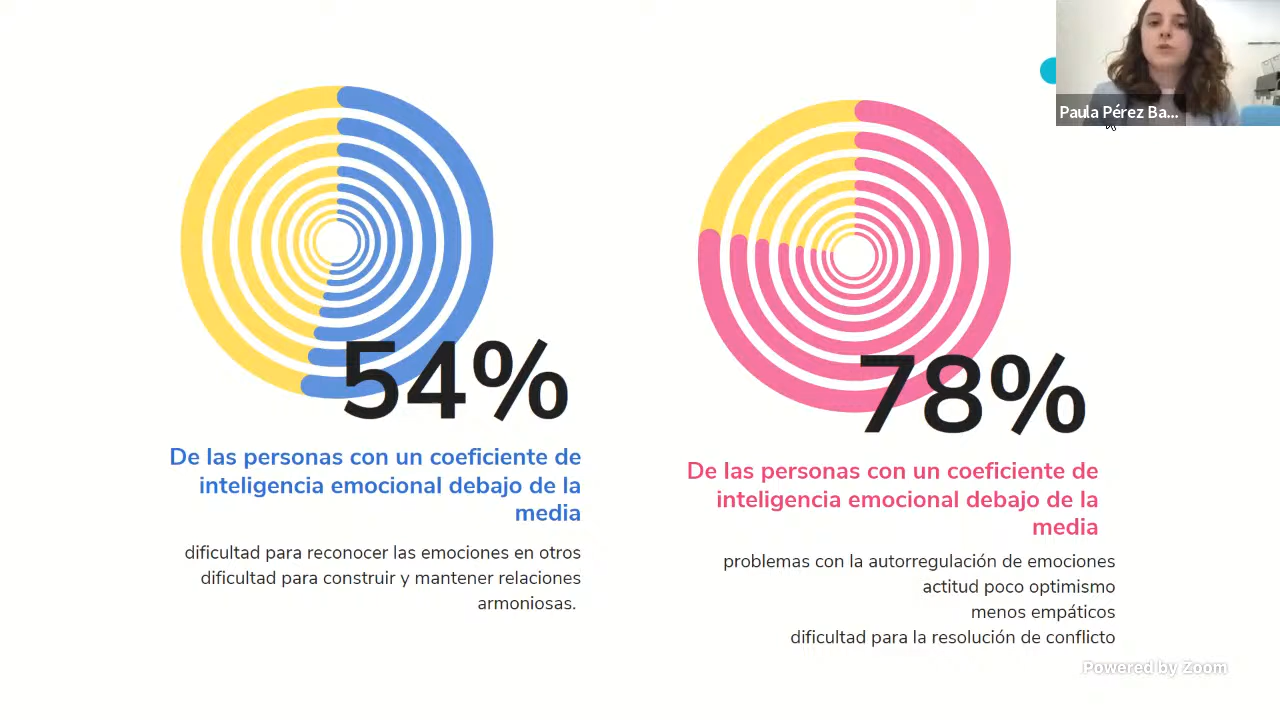 Paula Pérez Ba...
54%
De las personas con un coeficiente de
inteligencia emocional debajo de la
media
dificultad para reconocer las emociones en otros
dificultad para construir y mantener relaciones
armoniosas.
78%
De las personas con un coeficiente de
inteligencia emocional debajo de la
media
problemas con la autorregulación de emociones
actitud poco optimismo
menos empáticos
dificultad para la resolución de conflicto
Powered by Zoom